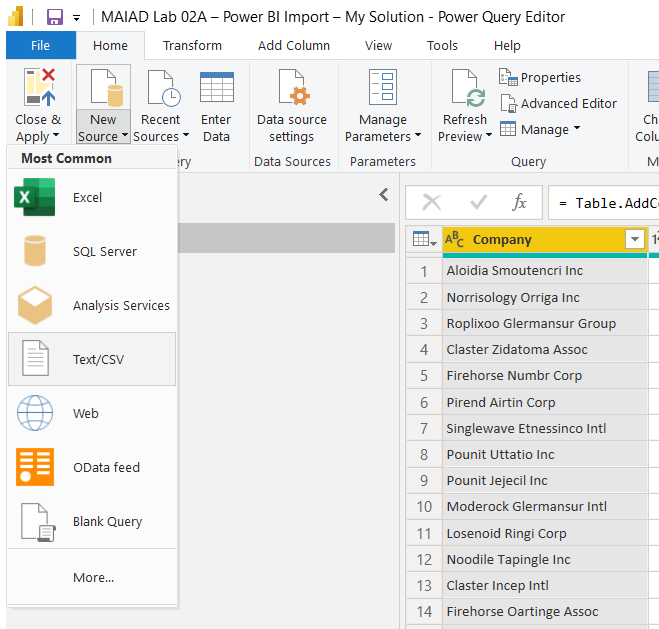 MAIAD Lab 02A – Power BI Import – My Solution - Power Query Editor
File Home Transform Add Column View Tools Help
Close & Apply
New Source
Recent Sources
Enter Data
Data source settings
Manage Parameters
Refresh Preview
Properties
Advanced Editor
Manage
Data Sources
Parameters
Query
Most Common
Excel
SQL Server
Analysis Services
Text/CSV
Web
OData feed
Blank Query
More...
fx
= Table.AddC
ABC Company
1 Aloidia Smoutencri Inc
2 Norrisology Orriga Inc
3 Roplixoo Glermansur Group
4 Claster Zidatoma Assoc
5 Firehorse Numbr Corp
6 Pirend Airtin Corp
7 Singlewave Etnessinco Intl
8 Pounit Uttatio Inc
9 Pounit Jejecil Inc
10 Moderock Glermansur Intl
11 Losenoid Ringi Corp
12 Noodile Tapingle Inc
13 Claster Incep Intl
14 Firehorse Oartinge Assoc